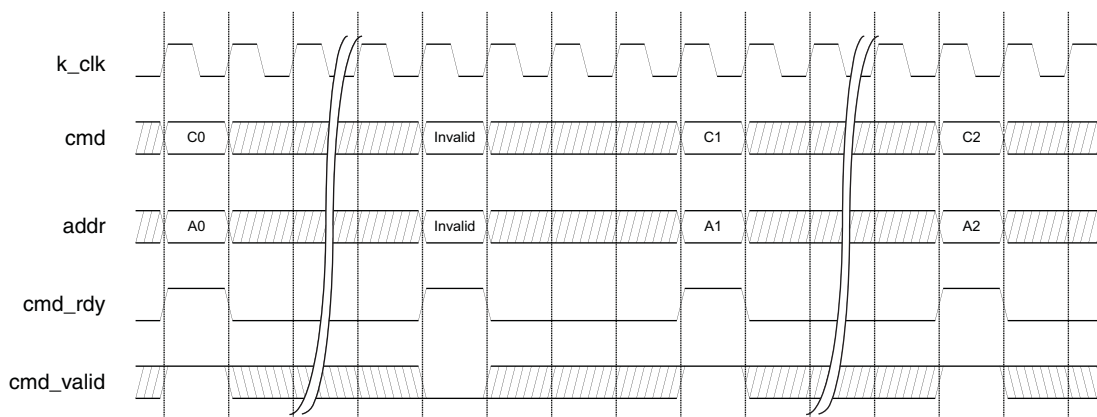 k_clk
cmd C0 Invalid C1 C2
addr A0 Invalid A1 A2
cmd_rdy
cmd_valid